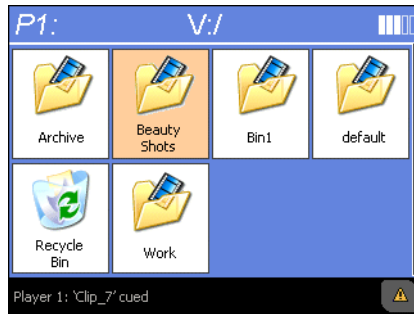 P1: V:/
Archive
Beauty
Shots
Bin1
default
Recycle
Bin
Work
Player 1: 'Clip_7' cued